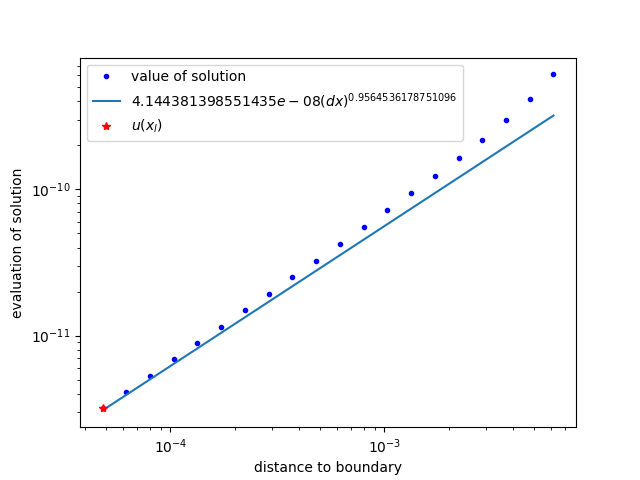 value of solution
4.144381398551435e − 08(dx)^0.9564536178751096
u(x_l)
10^−10
10^−11
10^−4
10^−3
evaluation of solution
distance to boundary